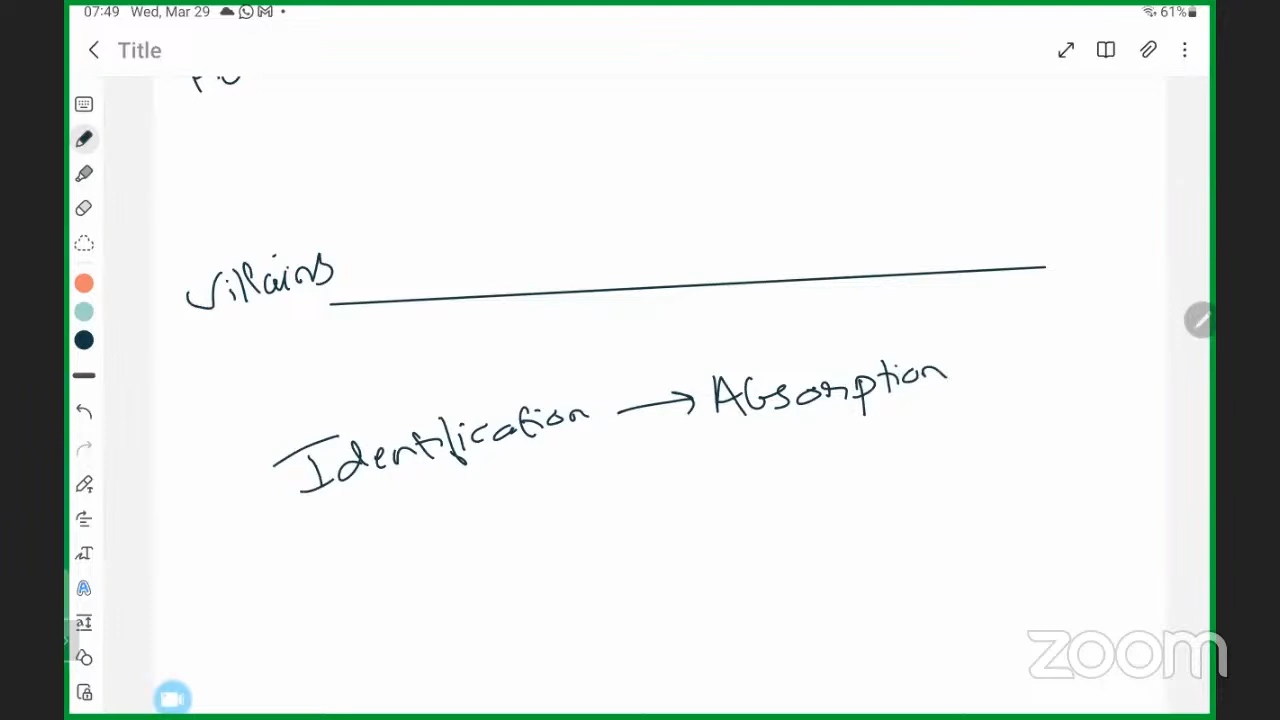 07:49 Wed, Mar 29
61%
Title
Villains
Identification → Absorption
zoom